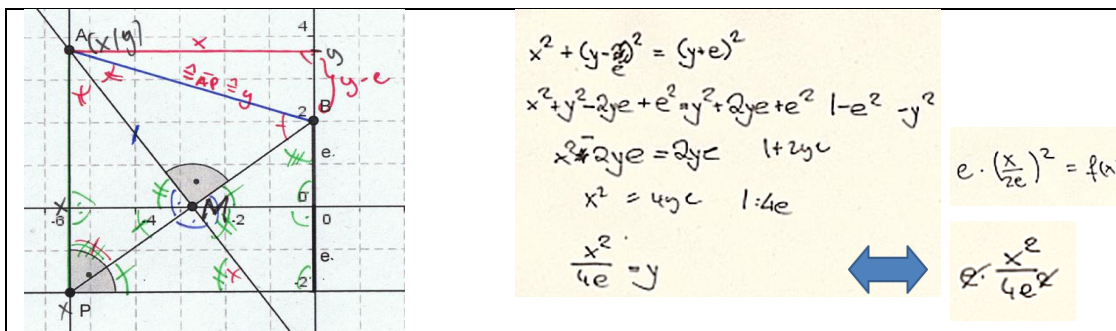 4
A (x/y)
x
y
≙ AP ≙ y
y-e
2
B
e.
0
-6
x
-4
M
-2
0
e.
-2
x P
x² + (y-e)² = (y+e)²
x²+y²-2ye+e²=y²+2ye+e² |-e² -y²
x²-2ye=2ye |+2ye
x² = 4ye |:4e
x²/4e = y
e·(x/2e)² = f(x
e·x²/4e²